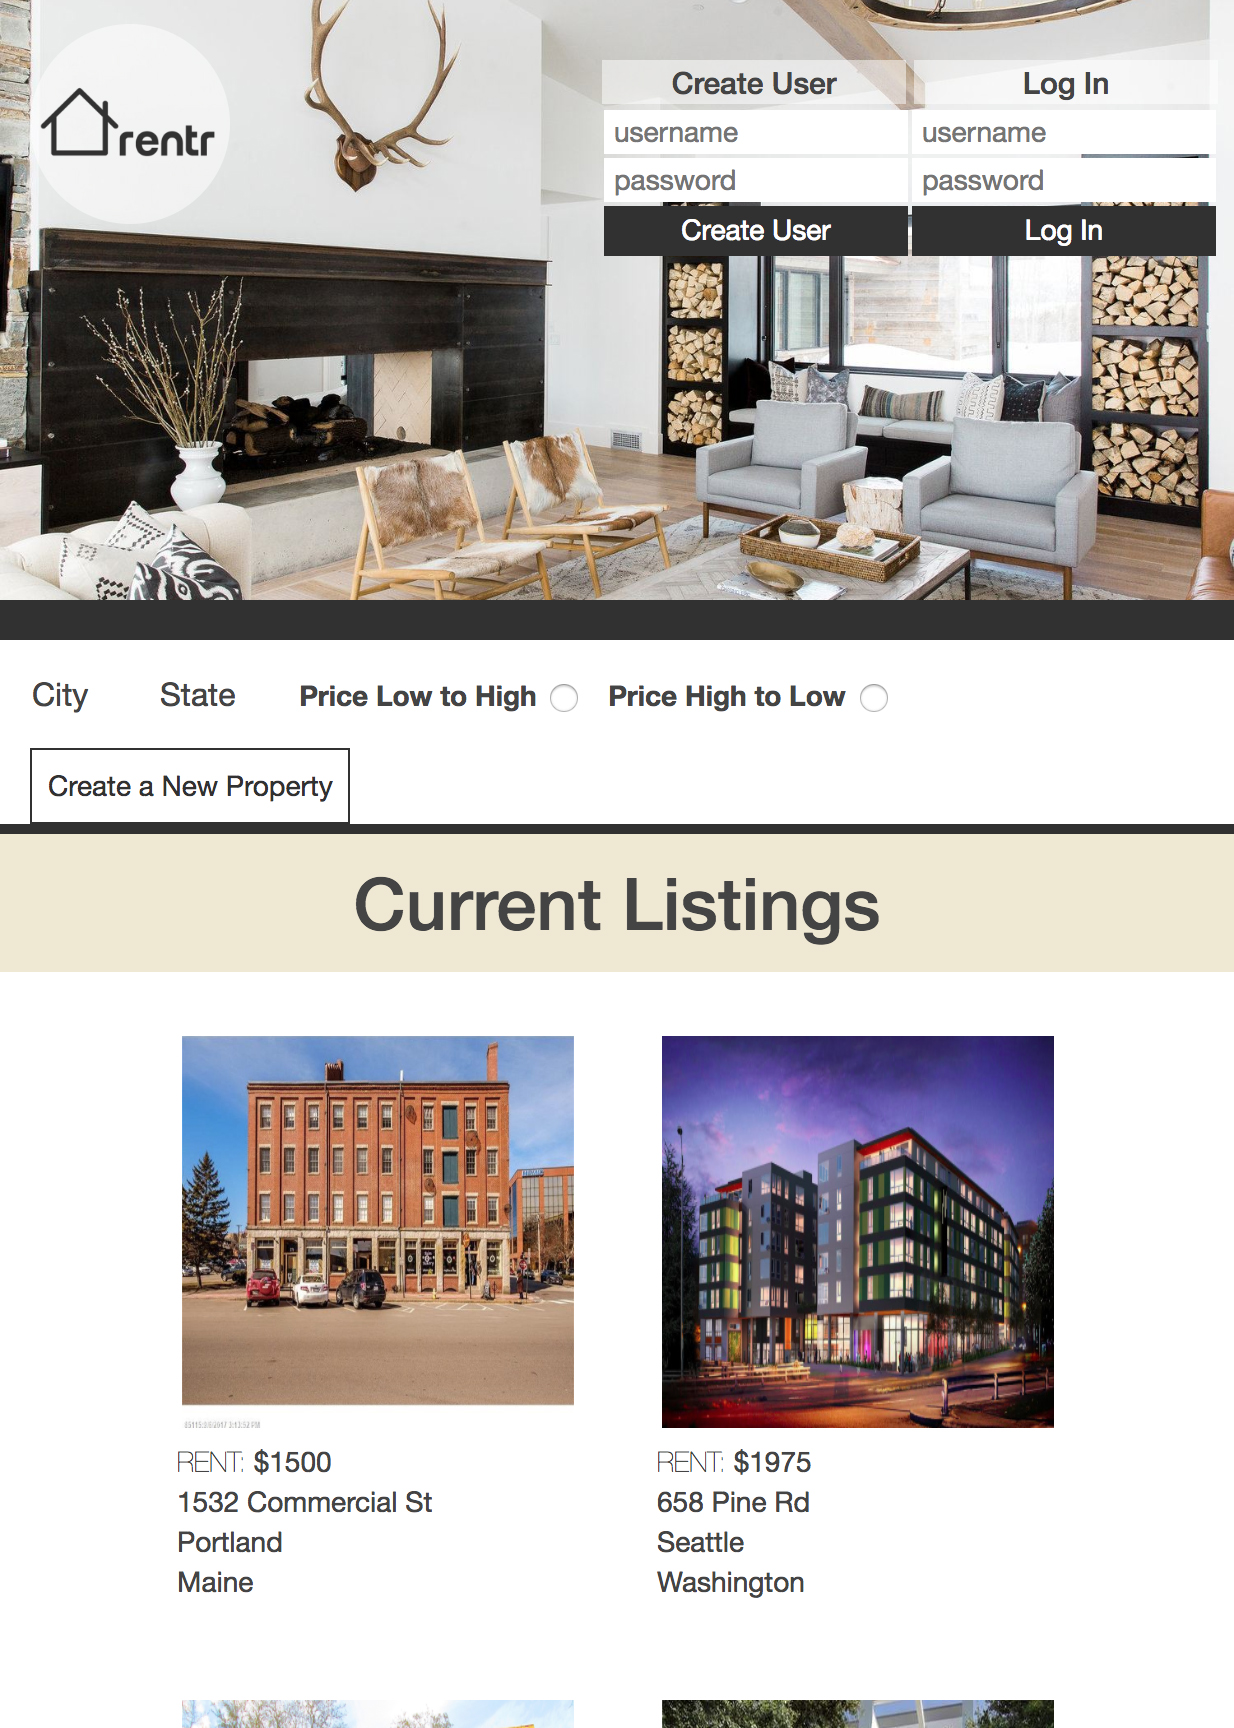 rentr
Create User
Log In
username
username
password
password
Create User
Log In
City
State
Price Low to High
Price High to Low
Create a New Property
Current Listings
RENT: $1500
1532 Commercial St
Portland
Maine
RENT: $1975
658 Pine Rd
Seattle
Washington